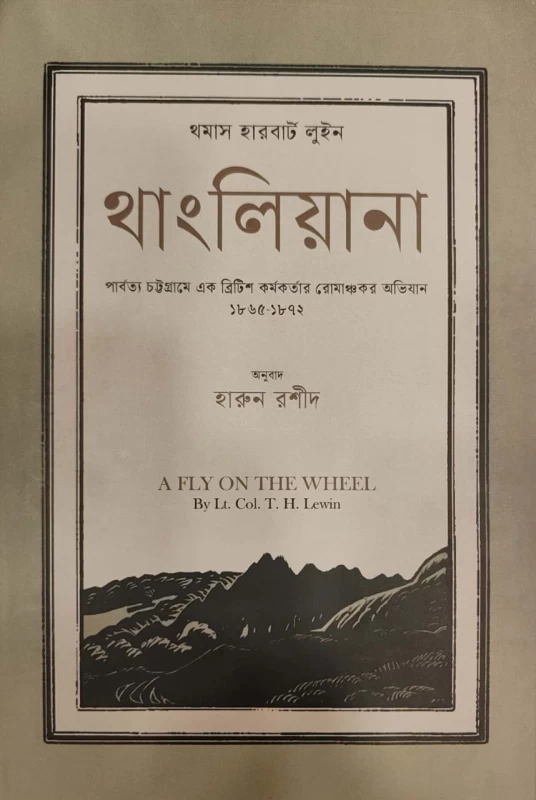 থমাস হারবার্ট লুইন
থাংলিয়ানা
পার্বত্য চট্টগ্রামে এক ব্রিটিশ কর্মকর্তার রোমাঞ্চকর অভিযান
১৮৬৫-১৮৭২
অনুবাদ
হারুন রশীদ
A FLY ON THE WHEEL
By Lt. Col. T. H. Lewin